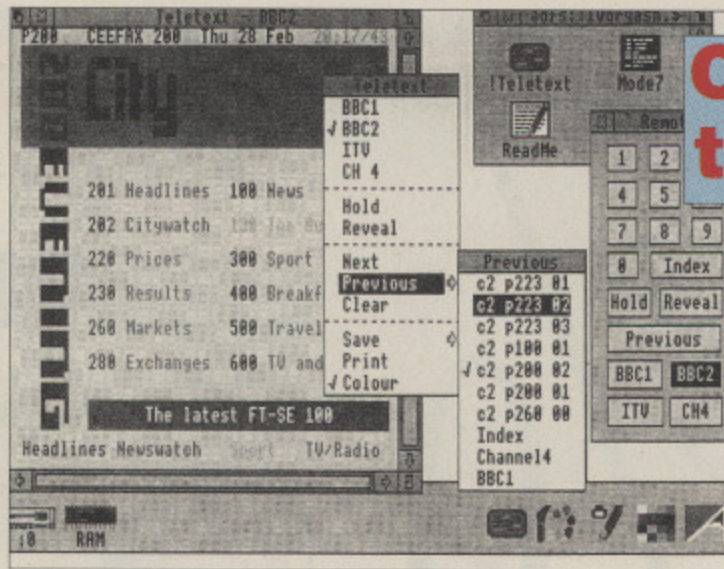 Teletext - BBC2
P200 CEEFAX 200 Thu 28 Feb 20:17/43
City
EVENING
201 Headlines 100 News
202 Citywatch
220 Prices 300 Sport
230 Results 400
260 Markets 500 Travel
280 Exchanges 600 TV and
The latest FT-SE 100
Headlines Newswatch Sport TV/Radio
:0 RAM
Teletext
BBC1
√ BBC2
ITV
CH 4
Hold
Reveal
Next
Previous
Clear
Save
Print
√ Colour
Previous
c2 p223 01
c2 p223 02
c2 p223 03
c2 p100 01
√ c2 p200 02
c2 p200 01
c2 p260 00
Index
Channel4
BBC1
!Teletext Mode7
ReadMe
1 2
4 5
7 8 9
0 Index
Hold Reveal
Previous
BBC1 BBC2
ITV CH4